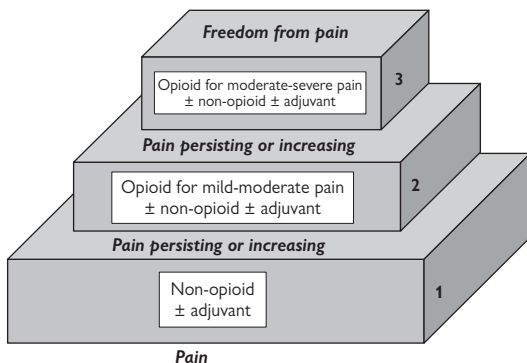 Freedom from pain
Opioid for moderate-severe pain
± non-opioid ± adjuvant
3
Pain persisting or increasing
Opioid for mild-moderate pain
± non-opioid ± adjuvant
2
Pain persisting or increasing
Non-opioid
± adjuvant
1
Pain